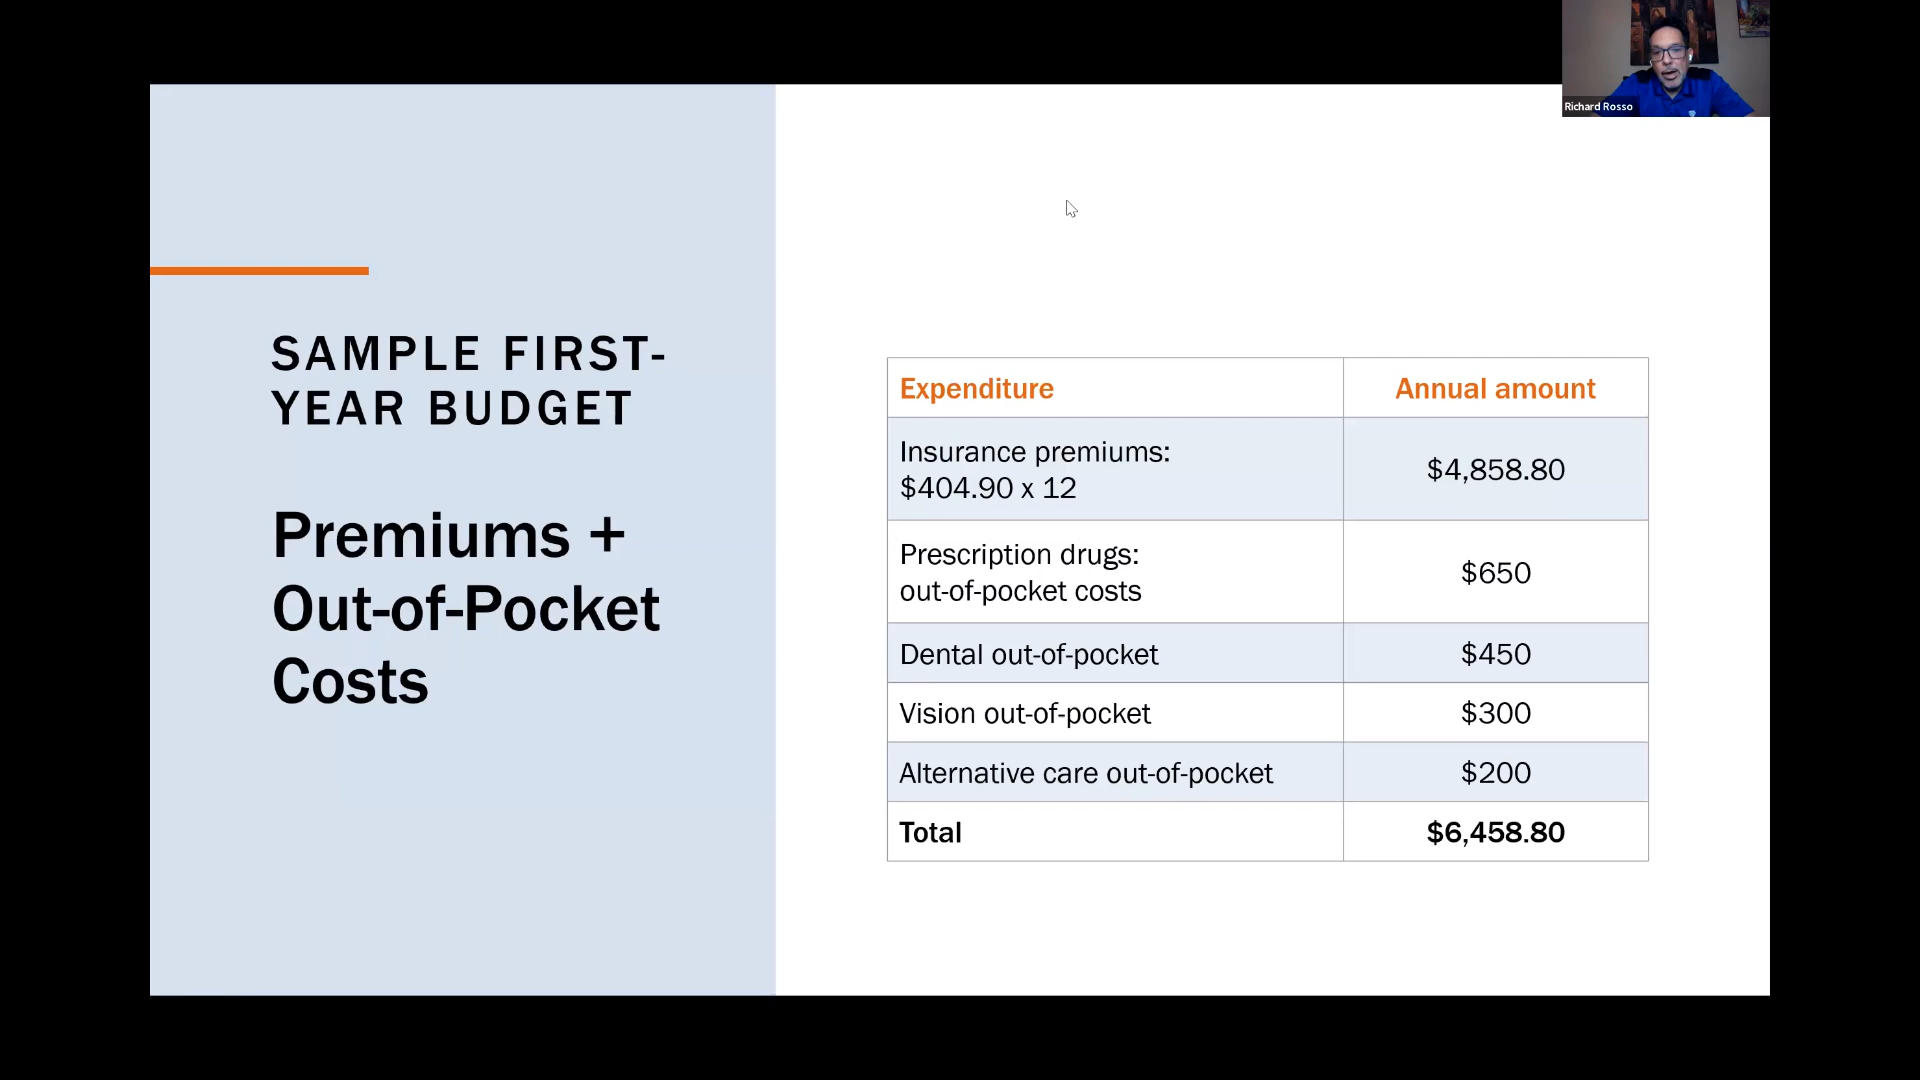 Richard Rosso
SAMPLE FIRST-
YEAR BUDGET
Premiums +
Out-of-Pocket
Costs
Expenditure
Annual amount
Insurance premiums:
$404.90 x 12
$4,858.80
Prescription drugs:
out-of-pocket costs
$650
Dental out-of-pocket
$450
Vision out-of-pocket
$300
Alternative care out-of-pocket
$200
Total
$6,458.80